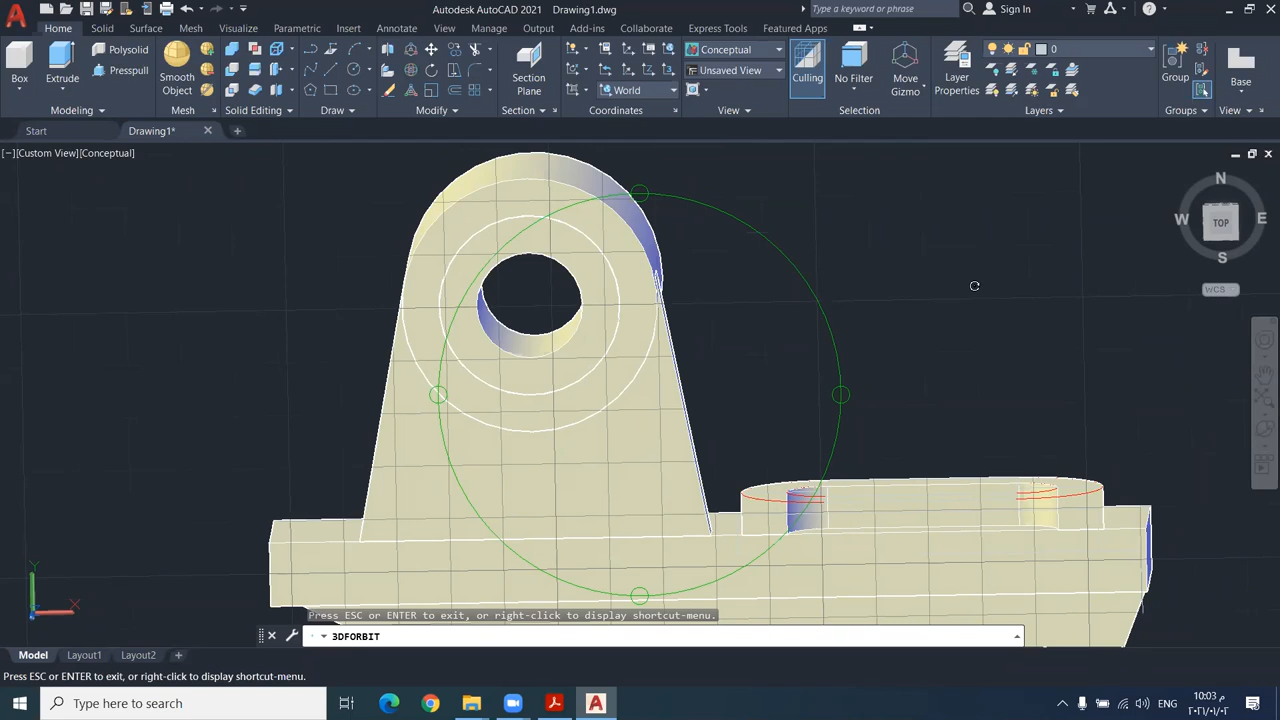 Autodesk AutoCAD 2021 Drawing1.dwg
Type a keyword or phrase
Sign In
Home Solid Surface Mesh Visualize Parametric Insert Annotate View Manage Output Add-ins Collaborate Express Tools Featured Apps
Box
Extrude
Polysolid
Presspull
Smooth
Object
Section
Plane
World
Conceptual
Unsaved View
Culling
No Filter
Move
Gizmo
Layer
Properties
0
Group
Base
Modeling Mesh Solid Editing Draw Modify Section Coordinates View Selection Layers Groups View
Start
Drawing1*
[−][Custom View][Conceptual]
N
W
TOP
E
S
WCS
Y
X
Press ESC or ENTER to exit, or right-click to display shortcut-menu.
3DFORBIT
Model Layout1 Layout2
Press ESC or ENTER to exit, or right-click to display shortcut-menu.
Type here to search
ENG
10:03 م